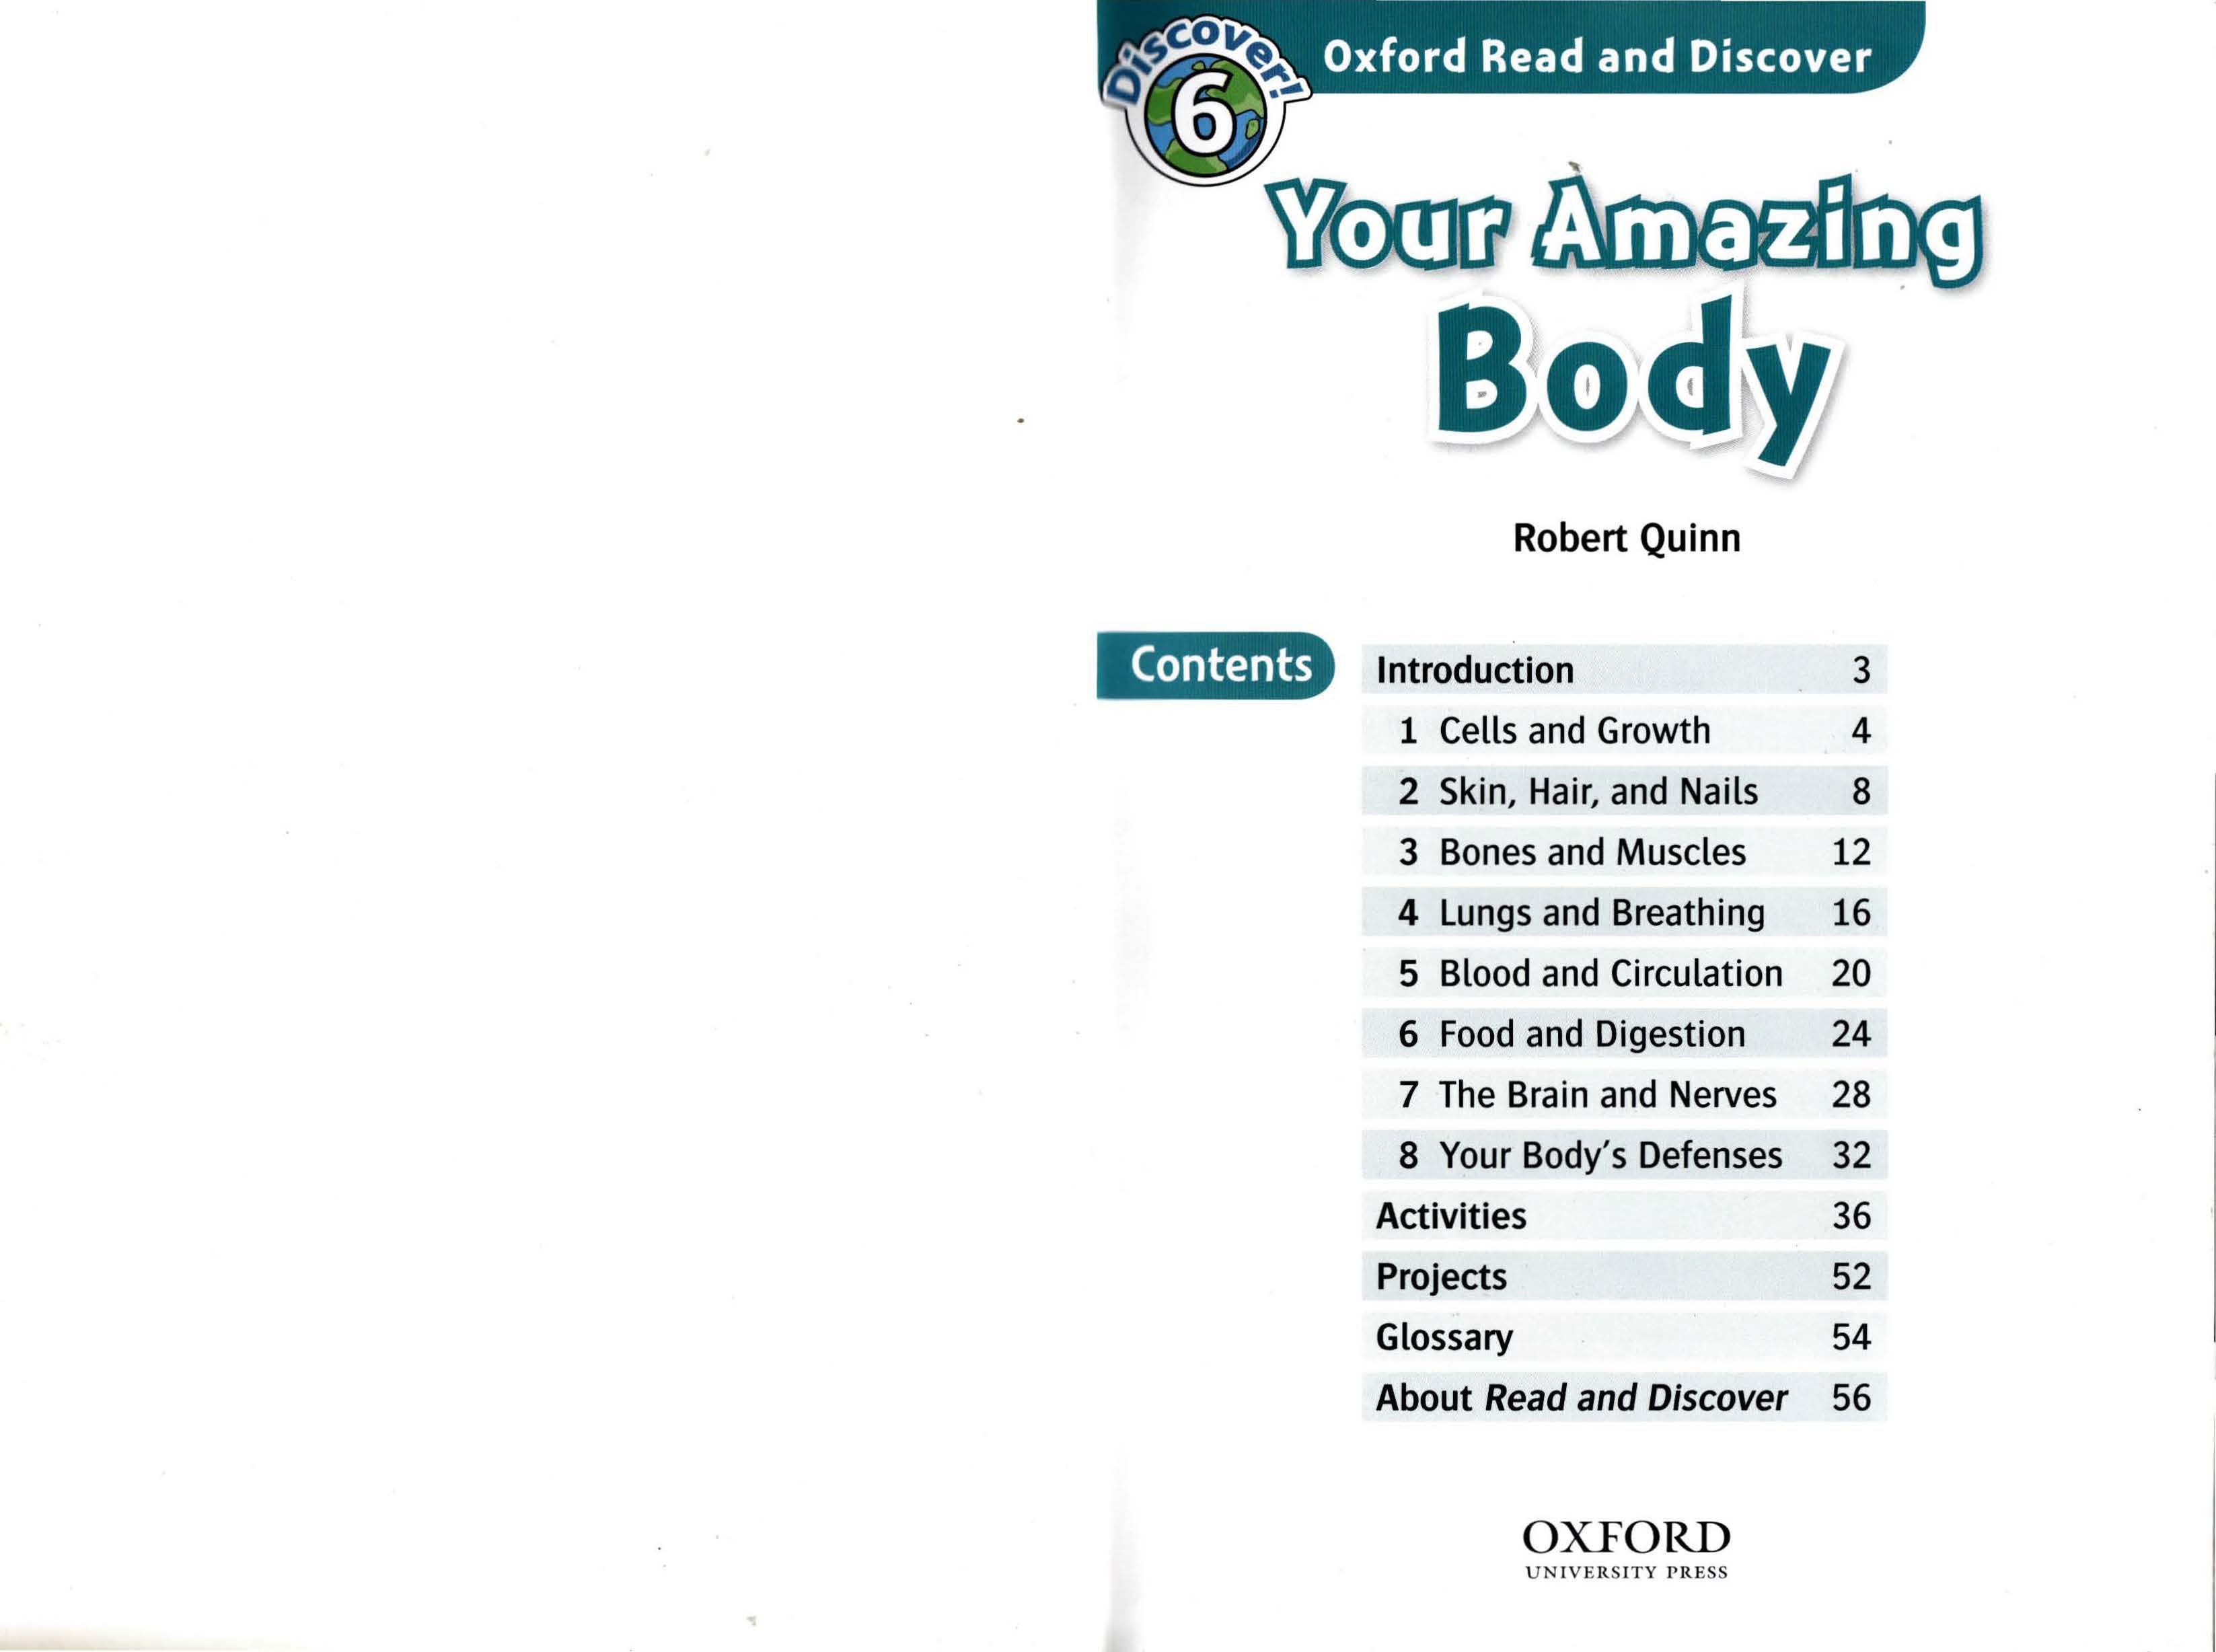 Discover!
6
Oxford Read and Discover
Your Amazing
Body
Robert Quinn
Contents
Introduction 3
1 Cells and Growth 4
2 Skin, Hair, and Nails 8
3 Bones and Muscles 12
4 Lungs and Breathing 16
5 Blood and Circulation 20
6 Food and Digestion 24
7 The Brain and Nerves 28
8 Your Body's Defenses 32
Activities 36
Projects 52
Glossary 54
About Read and Discover 56
OXFORD
UNIVERSITY PRESS